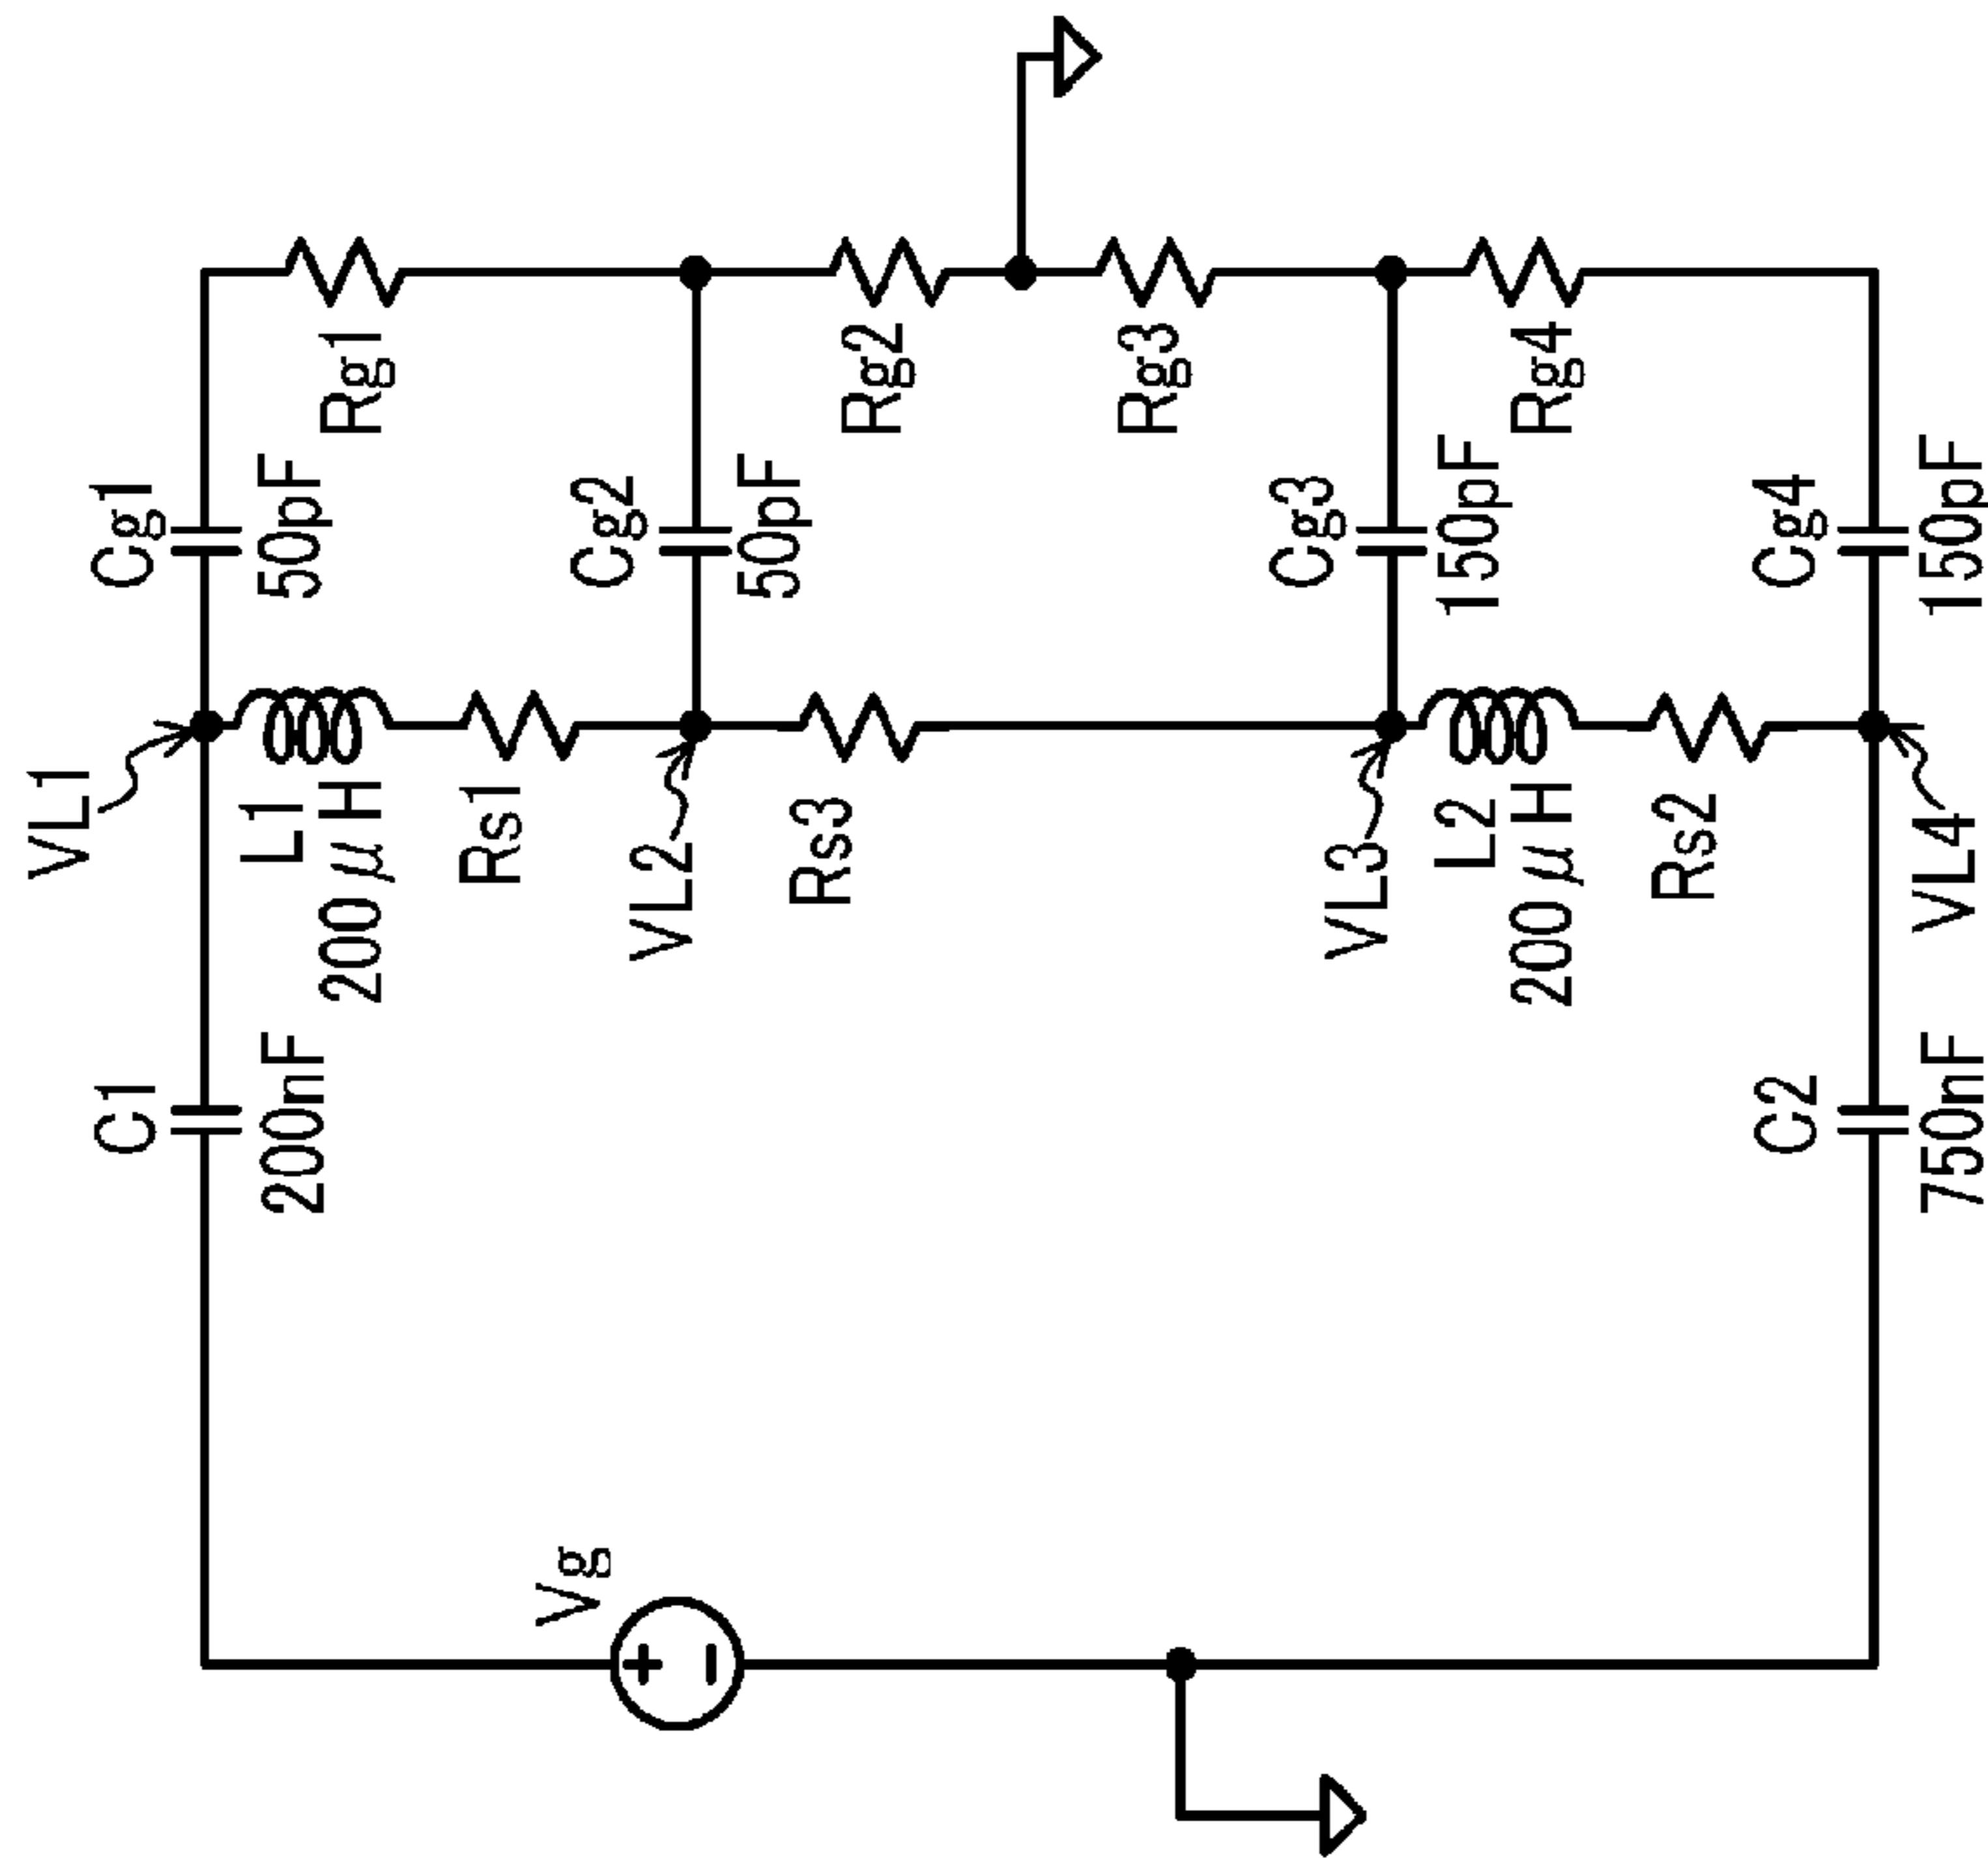 VL1
C1
200nF
L1
200μH
Cg1
50pF
Rg1
Rs1
Vg
VL2
Cg2
50pF
Rs3
Rg2
Rg3
VL3
Cg3
150pF
L2
200μH
Rs2
Rg4
C2
750nF
VL4
Cg4
150pF